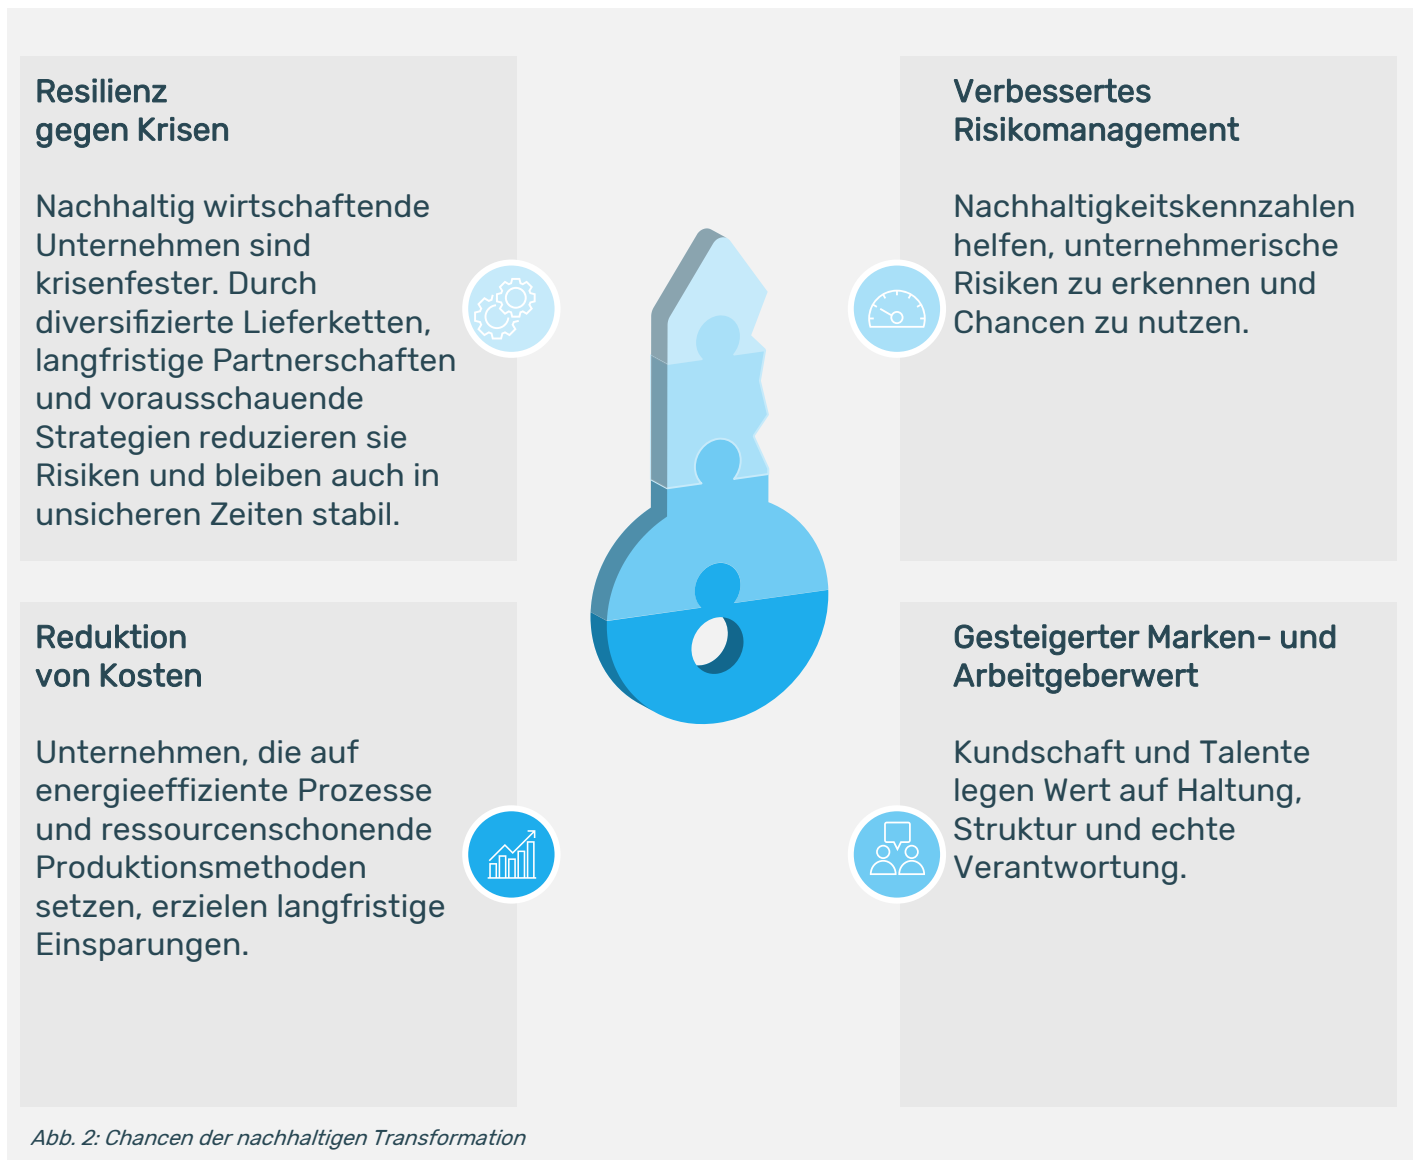 Resilienz
gegen Krisen
Nachhaltig wirtschaftende
Unternehmen sind
krisenfester. Durch
diversifizierte Lieferketten,
langfristige Partnerschaften
und vorausschauende
Strategien reduzieren sie
Risiken und bleiben auch in
unsicheren Zeiten stabil.
Verbessertes
Risikomanagement
Nachhaltigkeitskennzahlen
helfen, unternehmerische
Risiken zu erkennen und
Chancen zu nutzen.
Reduktion
von Kosten
Unternehmen, die auf
energieeffiziente Prozesse
und ressourcenschonende
Produktionsmethoden
setzen, erzielen langfristige
Einsparungen.
Gesteigerter Marken- und
Arbeitgeberwert
Kundschaft und Talente
legen Wert auf Haltung,
Struktur und echte
Verantwortung.
Abb. 2: Chancen der nachhaltigen Transformation